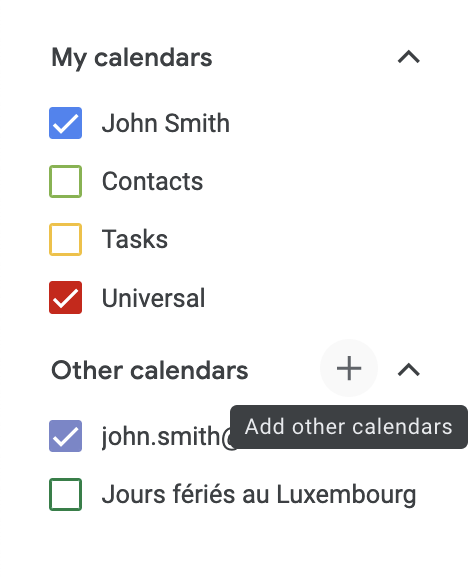 My calendars
John Smith
Contacts
Tasks
Universal
Other calendars
john.smith@
Add other calendars
Jours fériés au Luxembourg